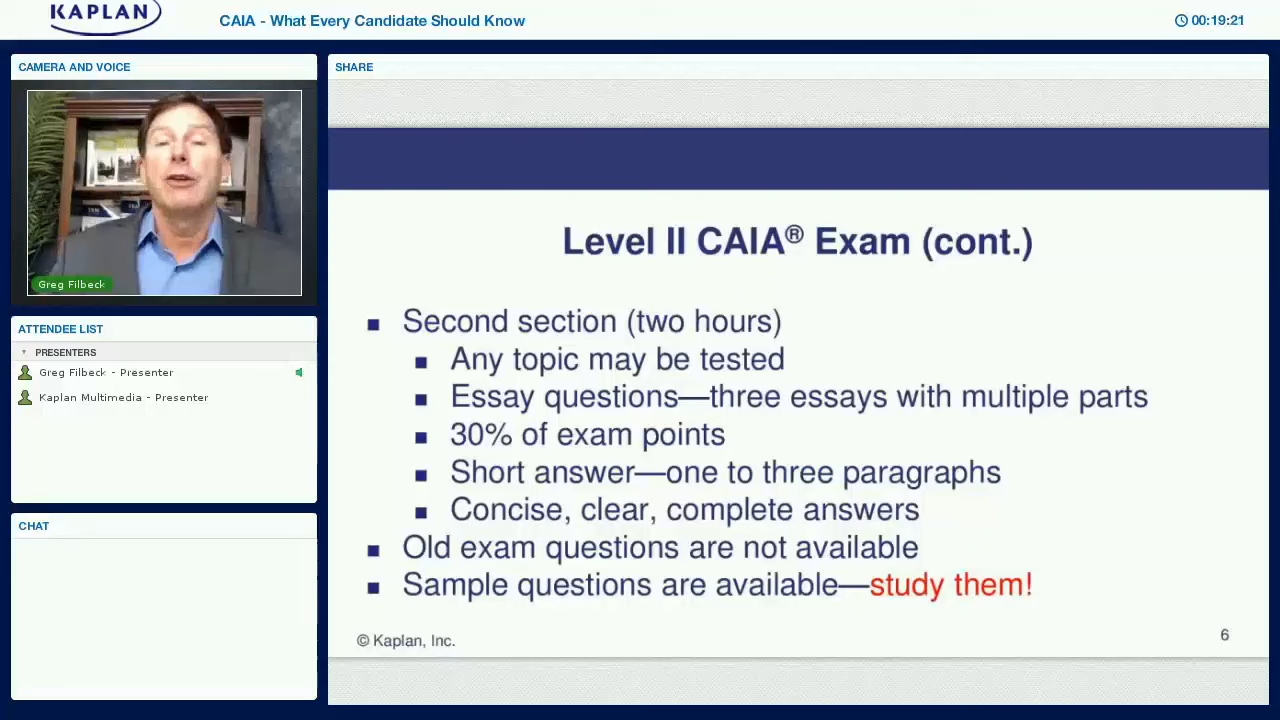 KAPLAN
CAIA - What Every Candidate Should Know
00:19:21
CAMERA AND VOICE
Greg Filbeck
ATTENDEE LIST
PRESENTERS
Greg Filbeck - Presenter
Kaplan Multimedia - Presenter
CHAT
SHARE
Level II CAIA® Exam (cont.)
Second section (two hours)
Any topic may be tested
Essay questions—three essays with multiple parts
30% of exam points
Short answer—one to three paragraphs
Concise, clear, complete answers
Old exam questions are not available
Sample questions are available—study them!
© Kaplan, Inc.
6